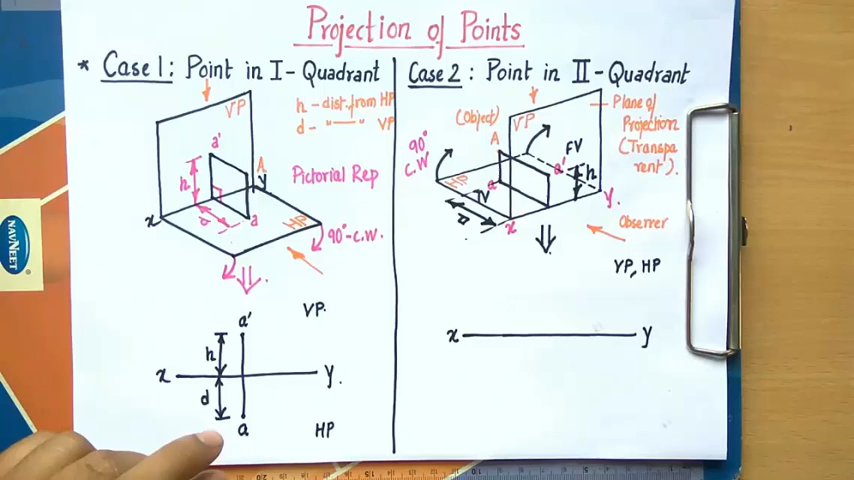 Projection of Points
* Case 1: Point in I-Quadrant
VP
h - dist. from HP
d - " —— " VP
a'
h
A
y
Pictorial Rep
x
d
a
HP
90°-C.W.
VP.
a'
h
x
y.
d
a
HP
Case 2: Point in II-Quadrant
Plane of
Projection
(Transpa
rent).
(Object)
VP
A
FV
90°
C.W
a'
h
HP
a
TV
y.
d
x
Observer
VP, HP
x
y
NAVNEET